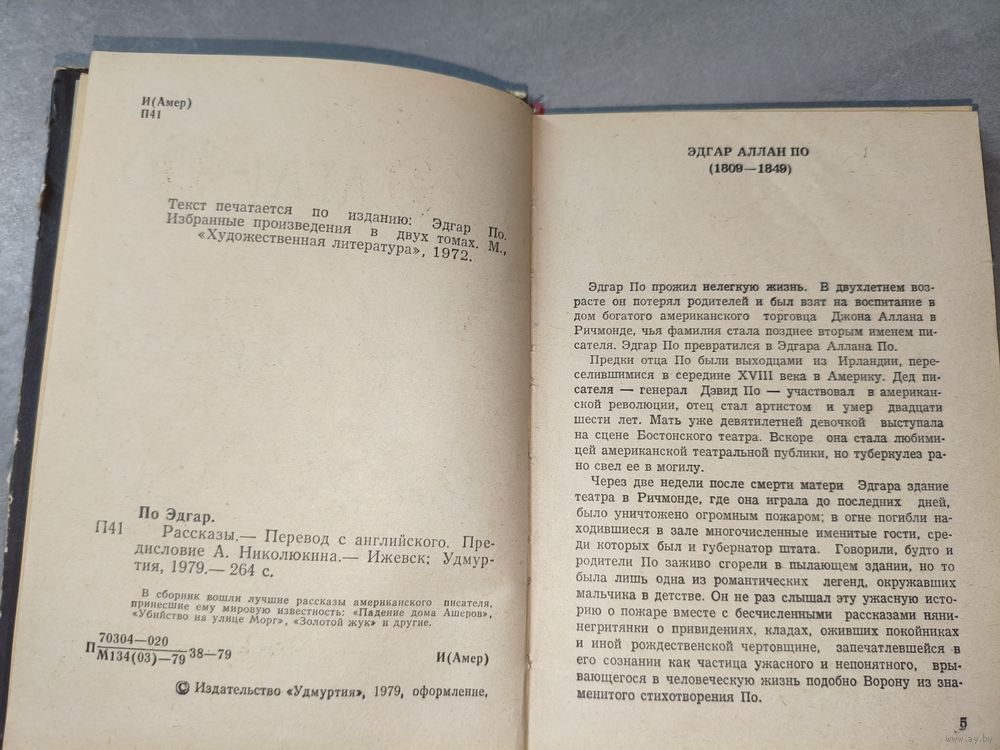 И(Амер)
П41
Текст печатается по изданию: Эдгар По.
Избранные произведения в двух томах. М.,
«Художественная литература», 1972.
По Эдгар.
П41 Рассказы.— Перевод с английского. Пре-
дисловие А. Николюкина.— Ижевск: Удмур-
тия, 1979.— 264 с.
В сборник вошли лучшие рассказы американского писателя,
принесшие ему мировую известность: «Падение дома Ашеров»,
«Убийство на улице Морг», «Золотой жук» и другие.
70304—020
П 38—79
М134(03)—79
И(Амер)
© Издательство «Удмуртия», 1979, оформление.
ЭДГАР АЛЛАН ПО
(1809—1849)
Эдгар По прожил нелегкую жизнь. В двухлетнем воз-
расте он потерял родителей и был взят на воспитание в
дом богатого американского торговца Джона Аллана в
Ричмонде, чья фамилия стала позднее вторым именем пи-
сателя. Эдгар По превратился в Эдгара Аллана По.
Предки отца По были выходцами из Ирландии, пере-
селившимися в середине XVIII века в Америку. Дед пи-
сателя — генерал Дэвид По — участвовал в американ-
ской революции, отец стал артистом и умер двадцати
шести лет. Мать уже девятилетней девочкой выступала
на сцене Бостонского театра. Вскоре она стала любими-
цей американской театральной публики, но туберкулез ра-
но свел ее в могилу.
Через две недели после смерти матери Эдгара здание
театра в Ричмонде, где она играла до последних дней,
было уничтожено огромным пожаром; в огне погибли на-
ходившиеся в зале многочисленные именитые гости, сре-
ди которых был и губернатор штата. Говорили, будто и
родители По заживо сгорели в пылающем здании, но то
была лишь одна из романтических легенд, окружавших
мальчика в детстве. Он не раз слышал эту ужасную исто-
рию о пожаре вместе с бесчисленными рассказами няни-
негритянки о привидениях, кладах, оживших покойниках
и иной рождественской чертовщине, запечатлевшейся в
его сознании как частица ужасного и непонятного, вры-
вающегося в человеческую жизнь подобно Ворону из зна-
менитого стихотворения По.
5
www.ay.by